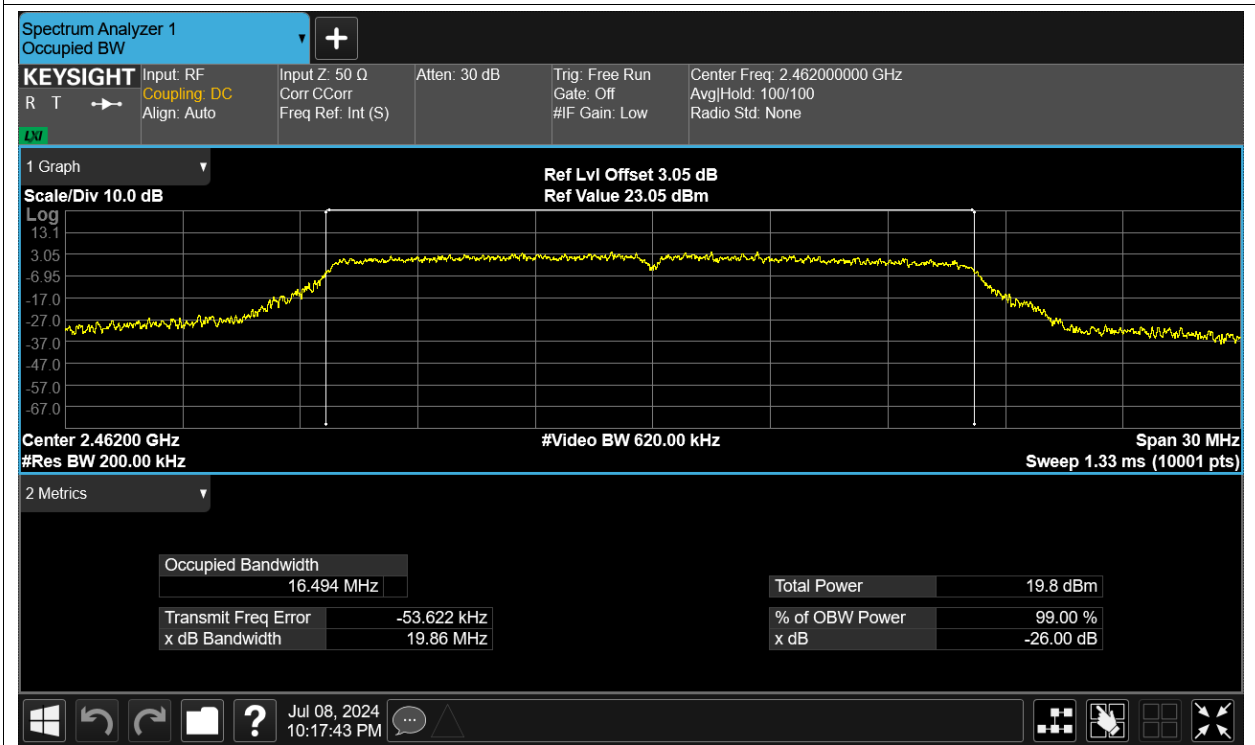 Spectrum Analyzer 1
Occupied BW
KEYSIGHT
R T
LXI
Input: RF
Coupling: DC
Align: Auto
Input Z: 50 Ω
Corr CCorr
Freq Ref: Int (S)
Atten: 30 dB
Trig: Free Run
Gate: Off
#IF Gain: Low
Center Freq: 2.462000000 GHz
Avg|Hold: 100/100
Radio Std: None
1 Graph
Scale/Div 10.0 dB
Ref Lvl Offset 3.05 dB
Ref Value 23.05 dBm
Log
13.1
3.05
-6.95
-17.0
-27.0
-37.0
-47.0
-57.0
-67.0
Center 2.46200 GHz
#Video BW 620.00 kHz
Span 30 MHz
#Res BW 200.00 kHz
Sweep 1.33 ms (10001 pts)
2 Metrics
Occupied Bandwidth
16.494 MHz
Total Power 19.8 dBm
Transmit Freq Error -53.622 kHz
% of OBW Power 99.00 %
x dB Bandwidth 19.86 MHz
x dB -26.00 dB
?
Jul 08, 2024
10:17:43 PM